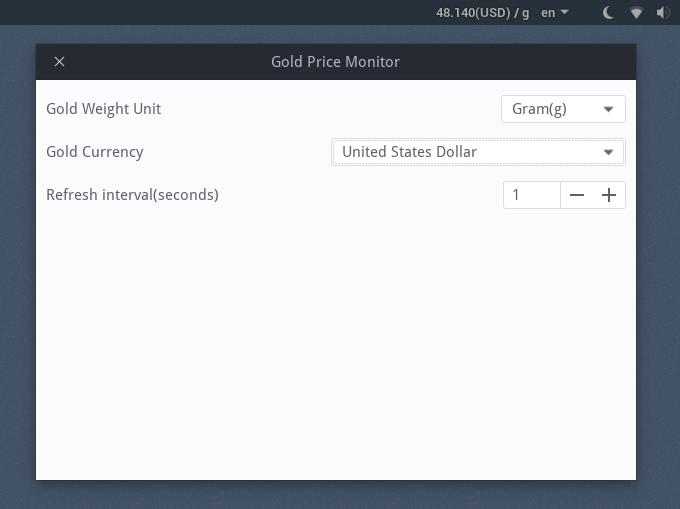 48.140(USD) / g en
Gold Price Monitor
Gold Weight Unit Gram(g)
Gold Currency United States Dollar
Refresh interval(seconds) 1